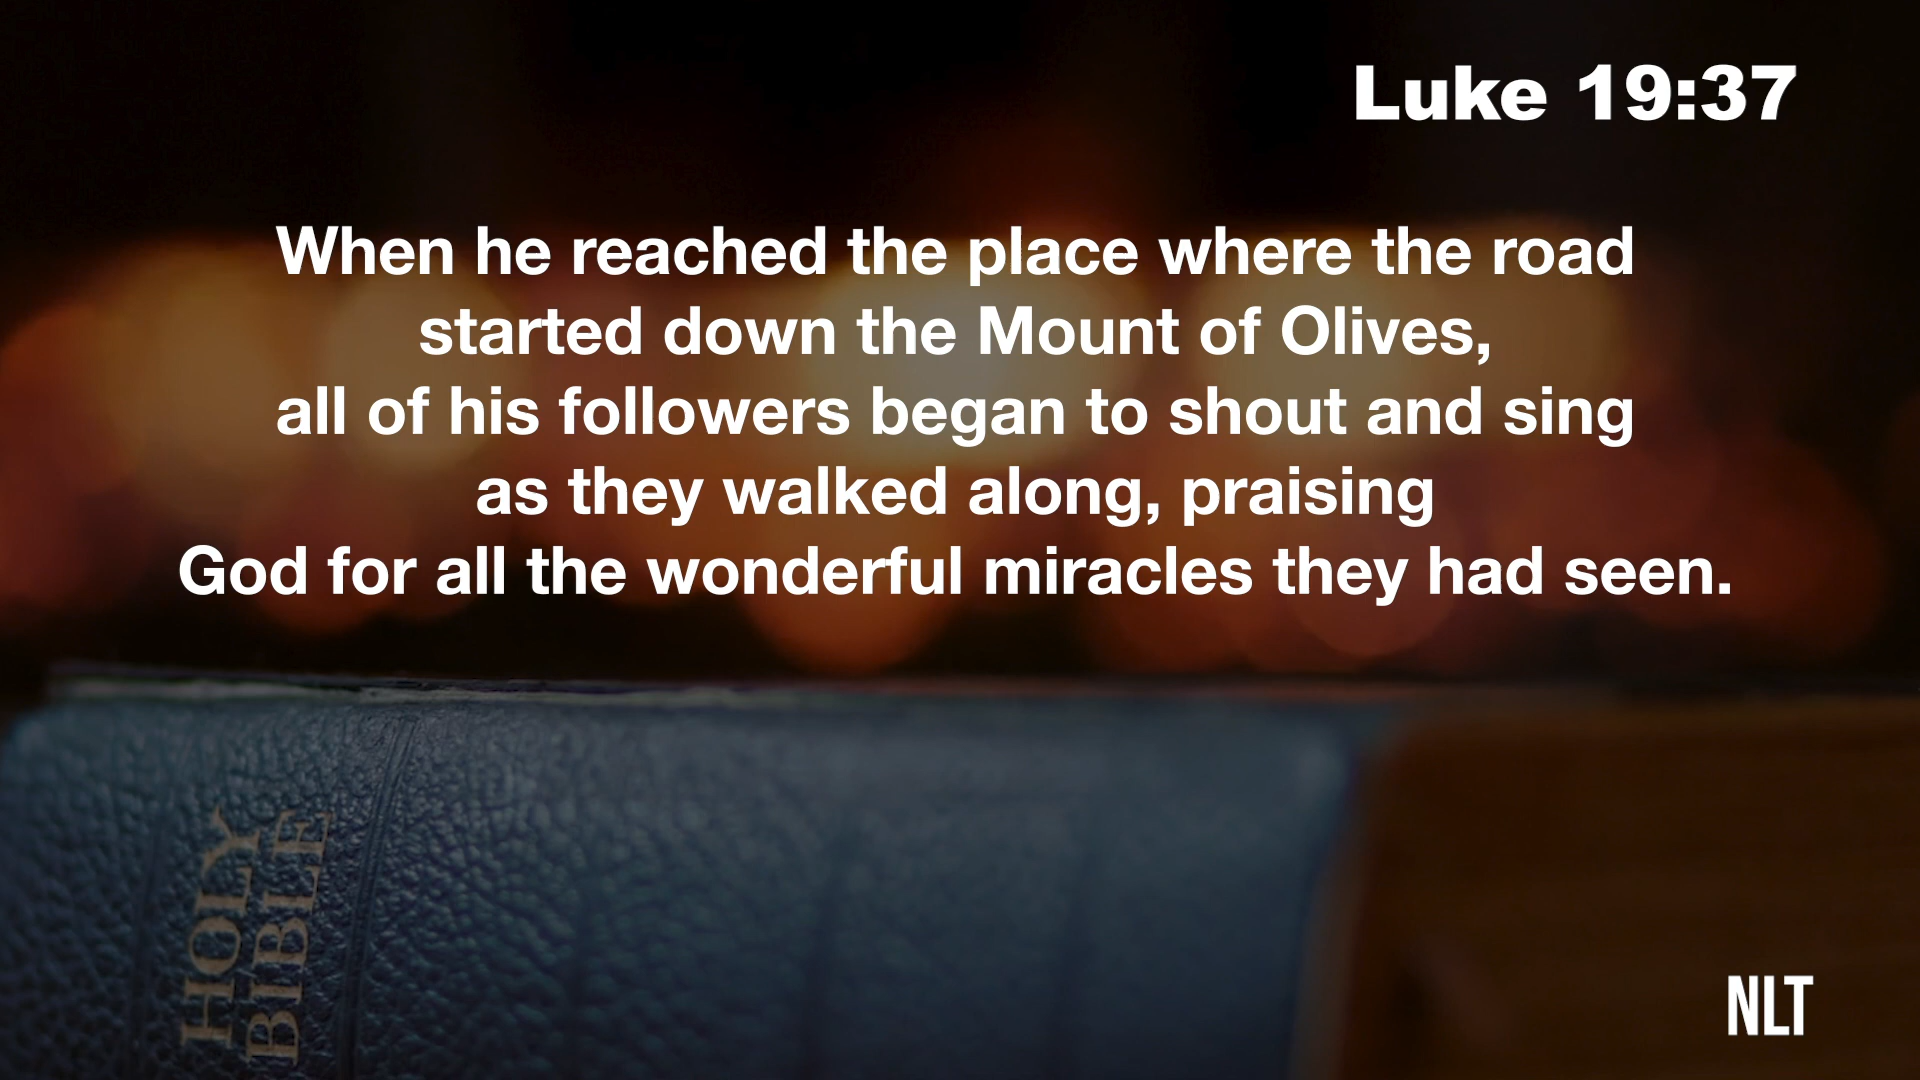 Luke 19:37
When he reached the place where the road
started down the Mount of Olives,
all of his followers began to shout and sing
as they walked along, praising
God for all the wonderful miracles they had seen.
HOLY
BIBLE
NLT